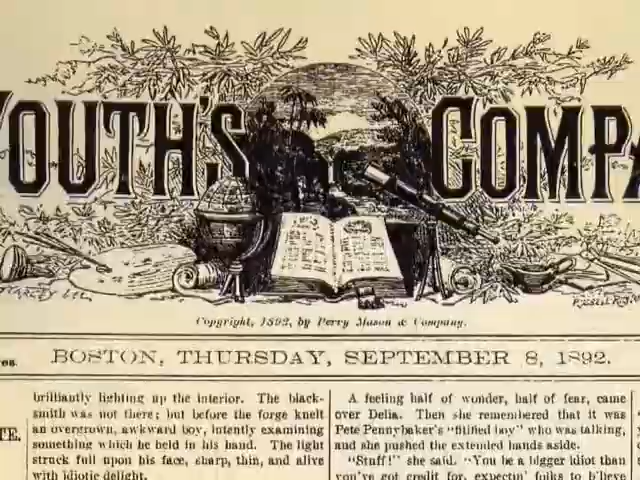 YOUTH'S COMPA
Copyright, 1892, by Perry Mason & Company.
BOSTON, THURSDAY, SEPTEMBER 8, 1892.
brilliantly lighting up the interior. The black-
smith was not there; but before the forge knelt
TE. an overgrown, awkward boy, intently examining
something which he held in his hand. The light
struck full upon his face, sharp, thin, and alive
with idiotic delight.
A feeling half of wonder, half of fear, came
over Delia. Then she remembered that it was
Pete Pennybaker's "filified boy" who was talking,
and she pushed the extended hands aside.
"Stuff!" she said. "You be a bigger idiot than
you've got credit for, expectin' folks to b'lieve